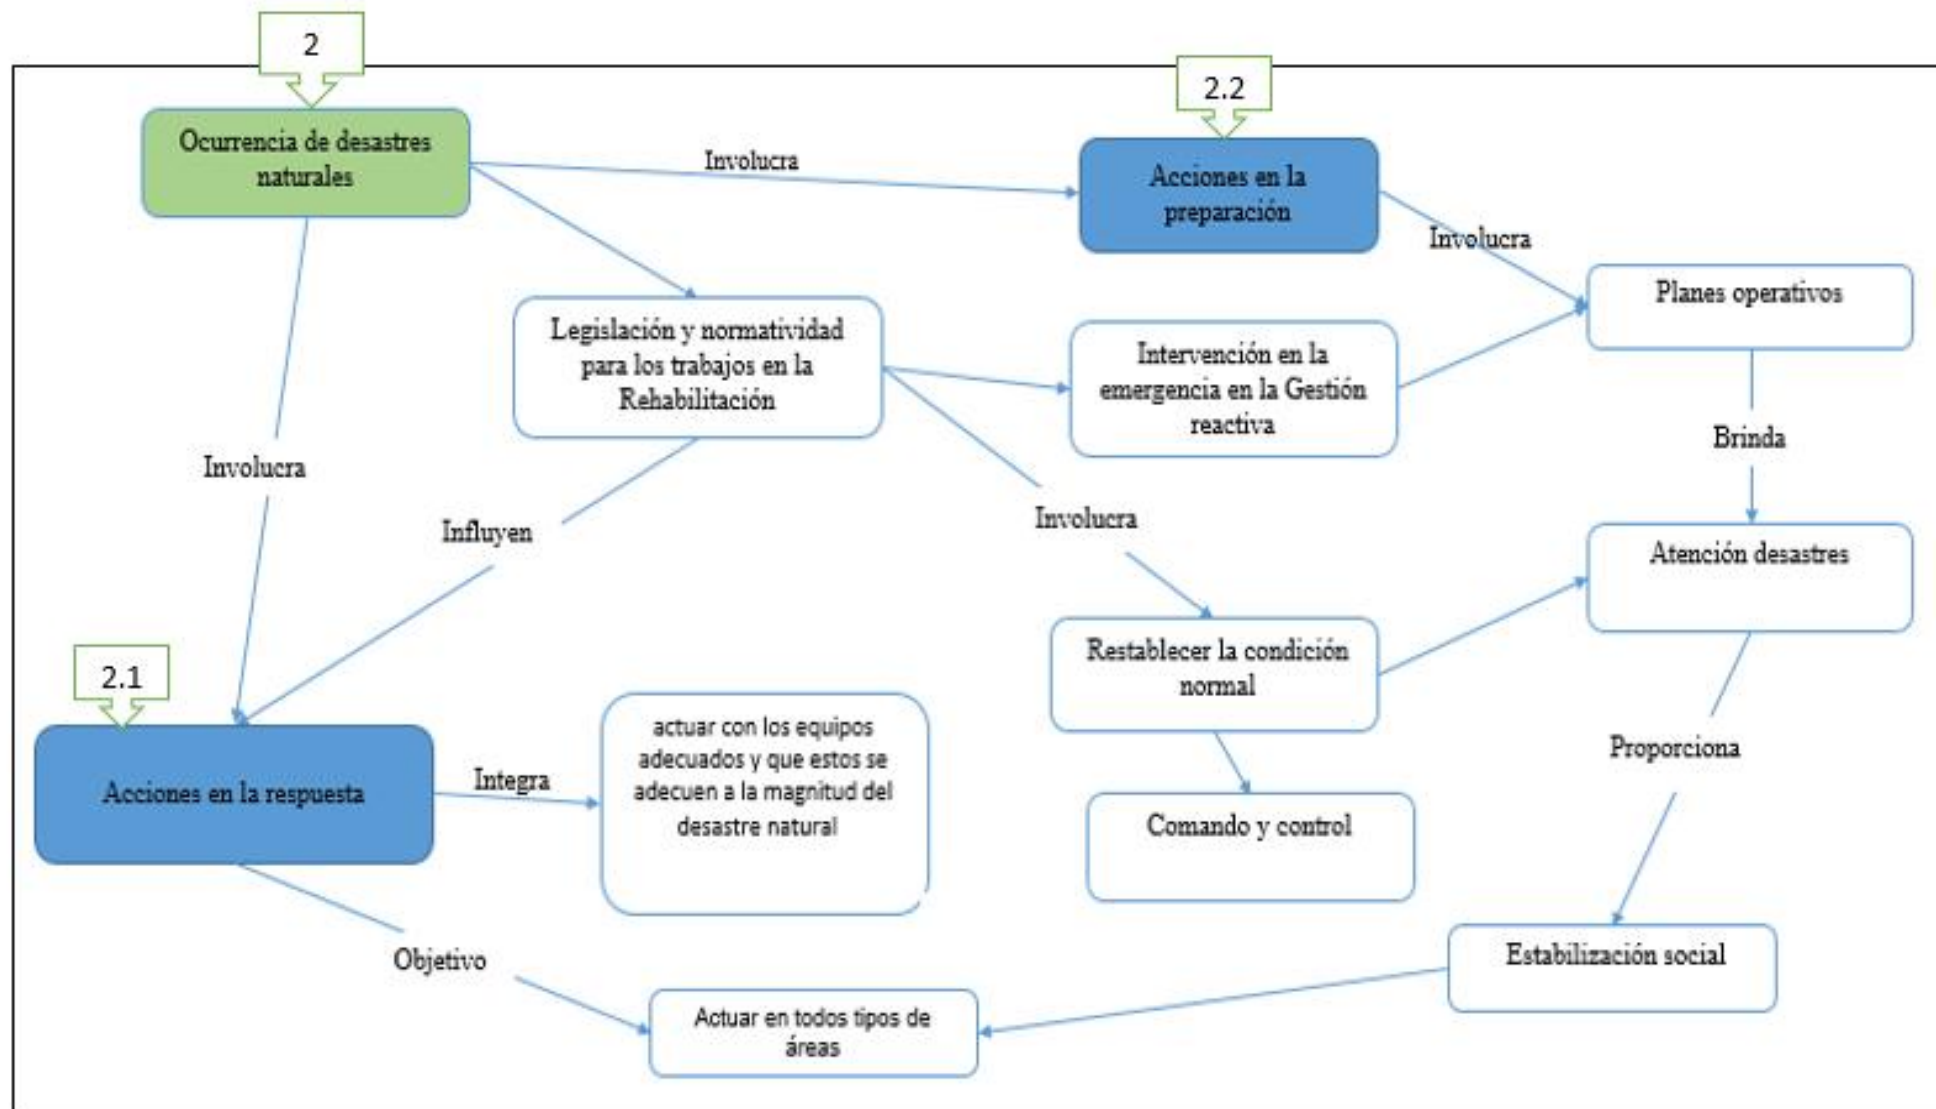 2
2.2
Ocurrencia de desastres
naturales
Involucra
Acciones en la
preparación
Involucra
Planes operativos
Legislación y normatividad
para los trabajos en la
Rehabilitación
Intervención en la
emergencia en la Gestión
reactiva
Brinda
Involucra
Influyen
Involucra
Atención desastres
2.1
Restablecer la condición
normal
Acciones en la respuesta
Integra
actuar con los equipos
adecuados y que estos se
adecuen a la magnitud del
desastre natural
Proporciona
Comando y control
Objetivo
Estabilización social
Actuar en todos tipos de
áreas